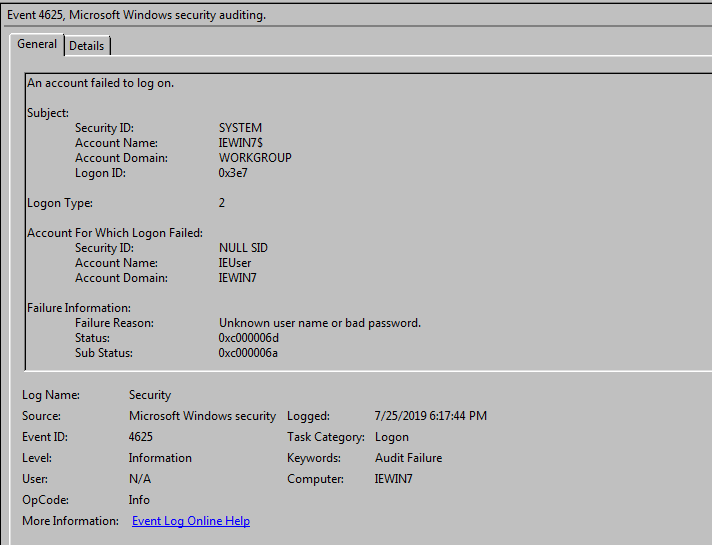 Event 4625, Microsoft Windows security auditing.
General Details
An account failed to log on.
Subject:
Security ID: SYSTEM
Account Name: IEWIN7$
Account Domain: WORKGROUP
Logon ID: 0x3e7
Logon Type: 2
Account For Which Logon Failed:
Security ID: NULL SID
Account Name: IEUser
Account Domain: IEWIN7
Failure Information:
Failure Reason: Unknown user name or bad password.
Status: 0xc000006d
Sub Status: 0xc000006a
Log Name: Security
Source: Microsoft Windows security Logged: 7/25/2019 6:17:44 PM
Event ID: 4625 Task Category: Logon
Level: Information Keywords: Audit Failure
User: N/A Computer: IEWIN7
OpCode: Info
More Information: Event Log Online Help